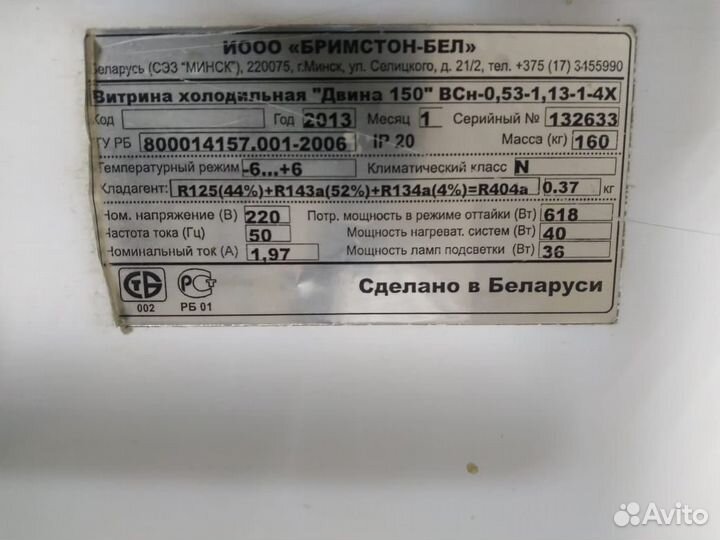 ИООО «БРИМСТОН-БЕЛ»
Беларусь (СЭЗ "МИНСК"), 220075, г.Минск, ул. Селицкого, д. 21/2, тел. +375 (17) 3455990
Витрина холодильная "Двина 150" ВСн-0,53-1,13-1-4Х
Код Год 2013 Месяц 1 Серийный № 132633
ТУ РБ 800014157.001-2006 IP 20 Масса (кг) 160
Температурный режим -6...+6 Климатический класс N
Хладагент: R125(44%)+R143a(52%)+R134a(4%)=R404a 0.37 кг
Ном. напряжение (В) 220 Потр. мощность в режиме оттайки (Вт) 618
Частота тока (Гц) 50 Мощность нагреват. систем (Вт) 40
Номинальный ток (А) 1,97 Мощность ламп подсветки (Вт) 36
СТБ 002 РСТ РБ 01 Сделано в Беларуси
Avito